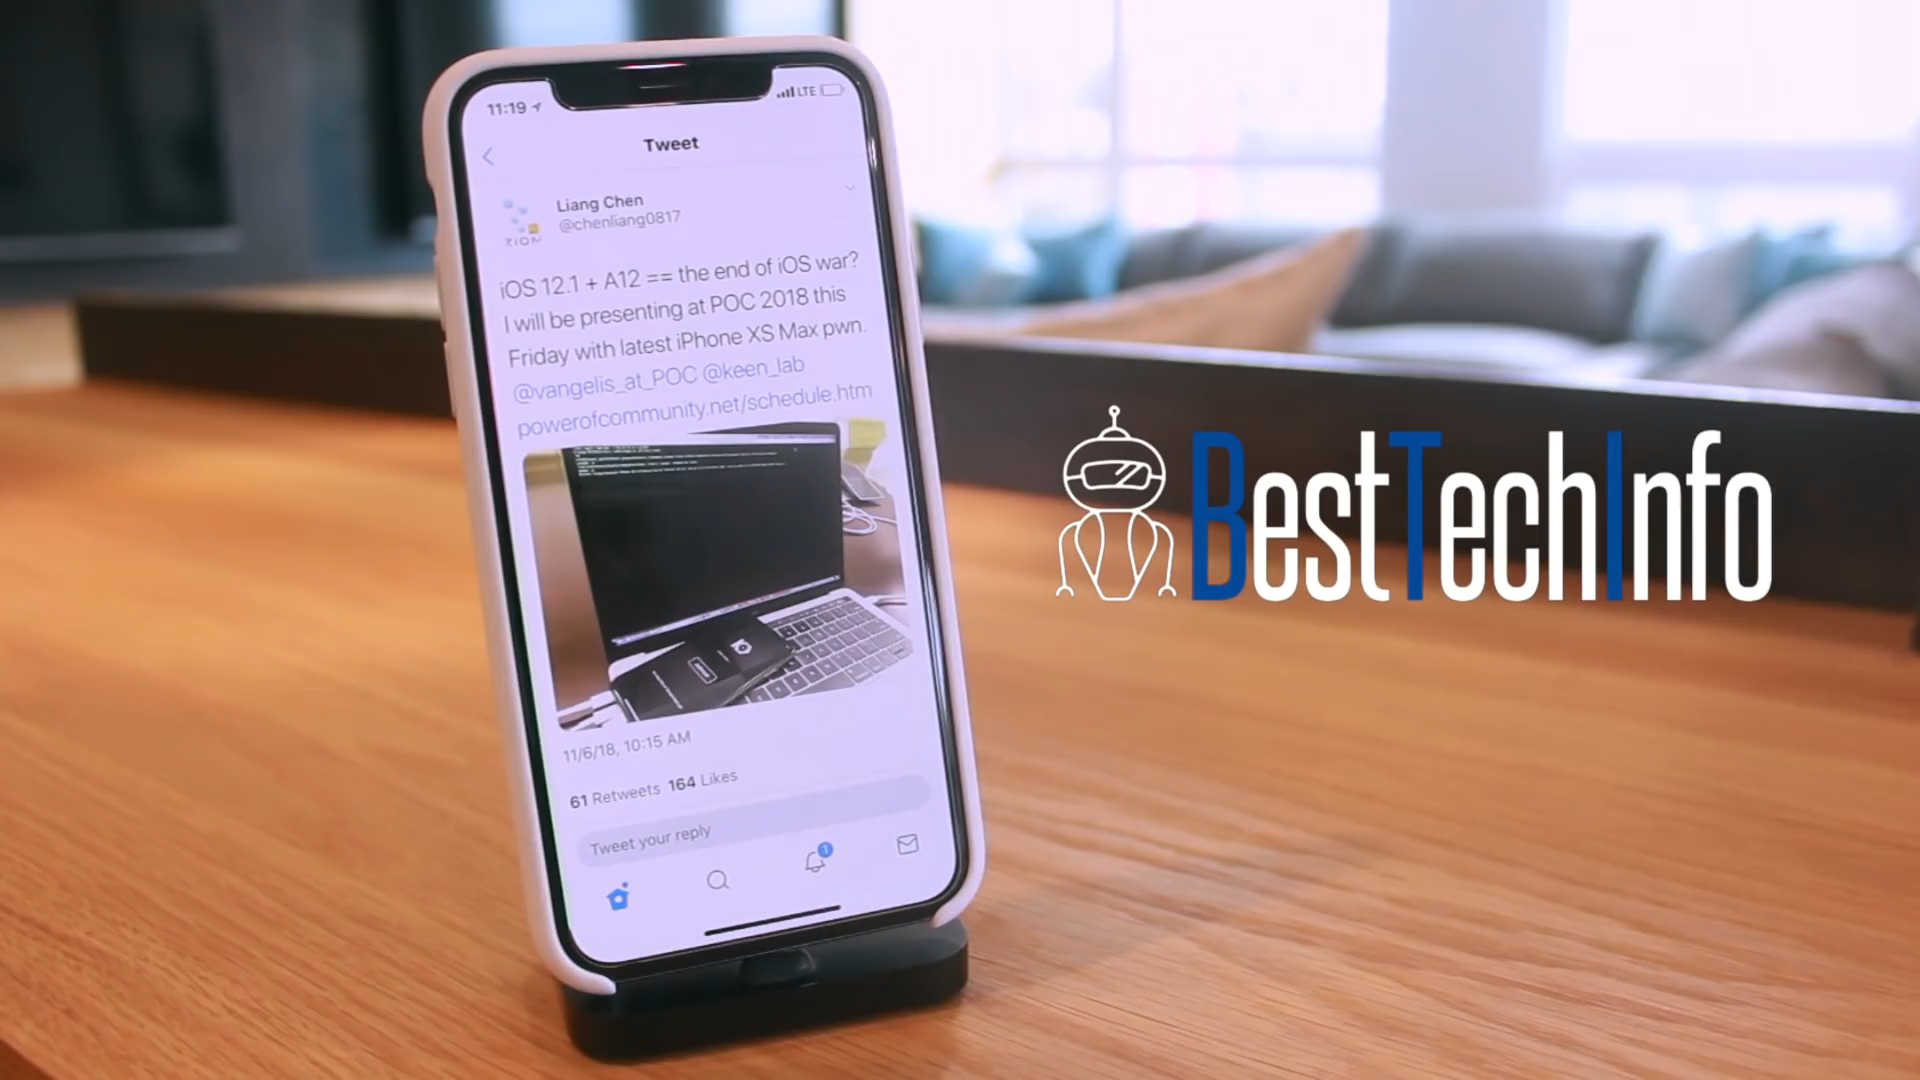 11:19
LTE
Tweet
Liang Chen
@chenliang0817
iOS 12.1 + A12 == the end of iOS war?
I will be presenting at POC 2018 this
Friday with latest iPhone XS Max pwn.
@vangelis_at_POC @keen_lab
powerofcommunity.net/schedule.htm
11/6/18, 10:15 AM
61 Retweets 164 Likes
Tweet your reply
1
BestTechInfo